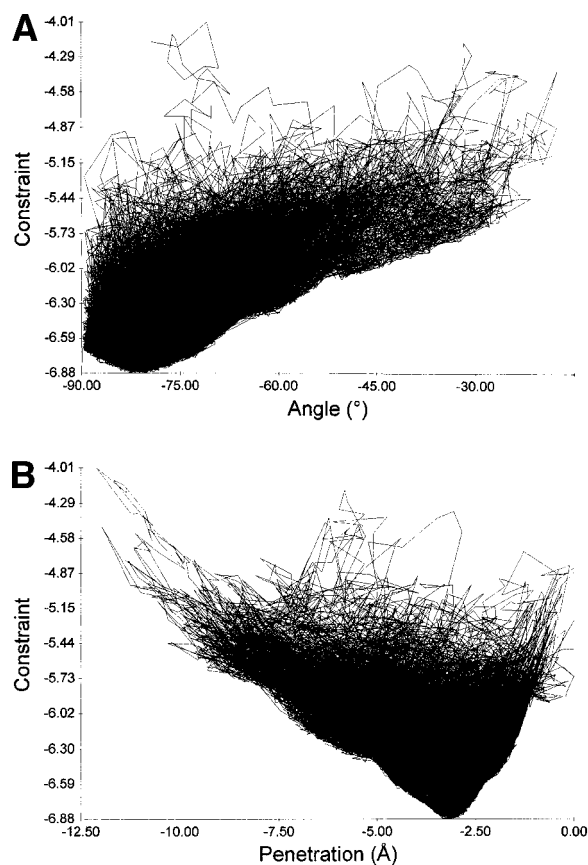 A
-4.01
-4.29
-4.58
-4.87
-5.15
-5.44
-5.73
-6.02
-6.30
-6.59
-6.88
Constraint
-90.00 -75.00 -60.00 -45.00 -30.00
Angle (°)
B
-4.01
-4.29
-4.58
-4.87
-5.15
-5.44
-5.73
-6.02
-6.30
-6.59
-6.88
Constraint
-12.50 -10.00 -7.50 -5.00 -2.50 0.00
Penetration (Å)